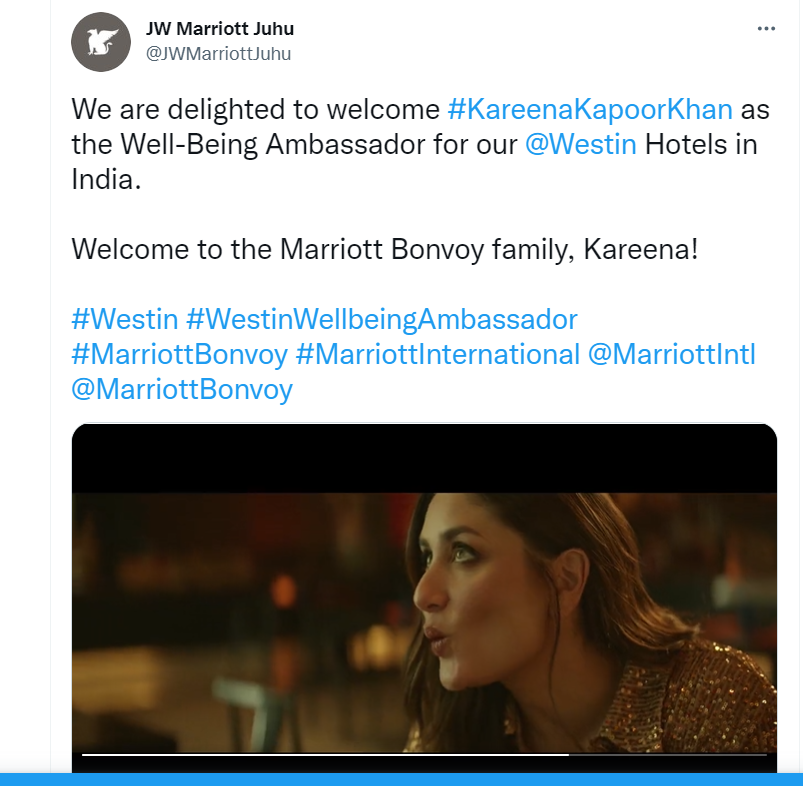 JW Marriott Juhu
@JWMarriottJuhu
We are delighted to welcome #KareenaKapoorKhan as
the Well-Being Ambassador for our @Westin Hotels in
India.
Welcome to the Marriott Bonvoy family, Kareena!
#Westin #WestinWellbeingAmbassador
#MarriottBonvoy #MarriottInternational @MarriottIntl
@MarriottBonvoy